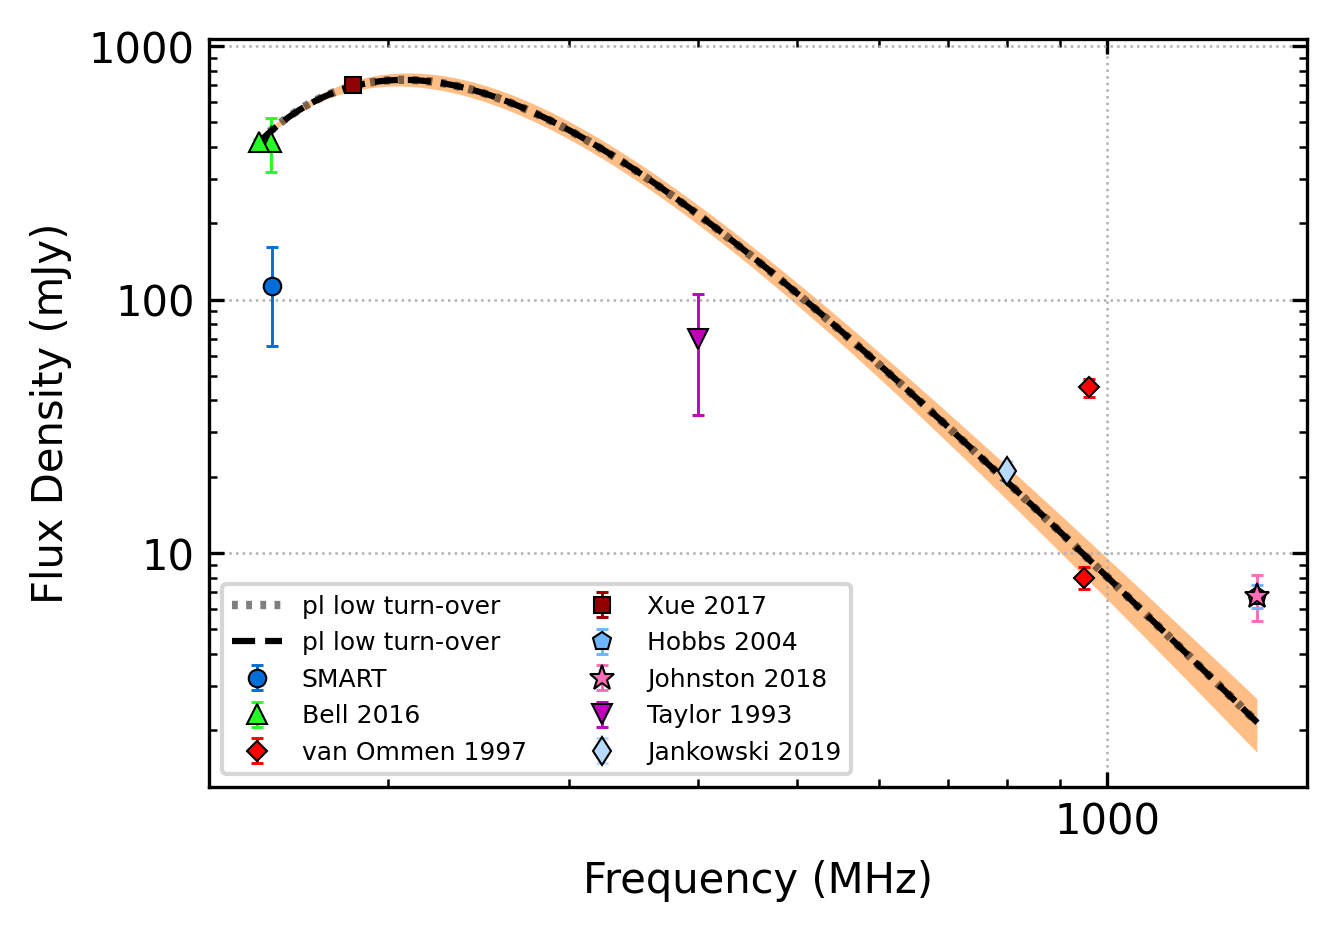 1000
100
10
Flux Density (mJy)
pl low turn-over
pl low turn-over
SMART
Bell 2016
van Ommen 1997
Xue 2017
Hobbs 2004
Johnston 2018
Taylor 1993
Jankowski 2019
1000
Frequency (MHz)